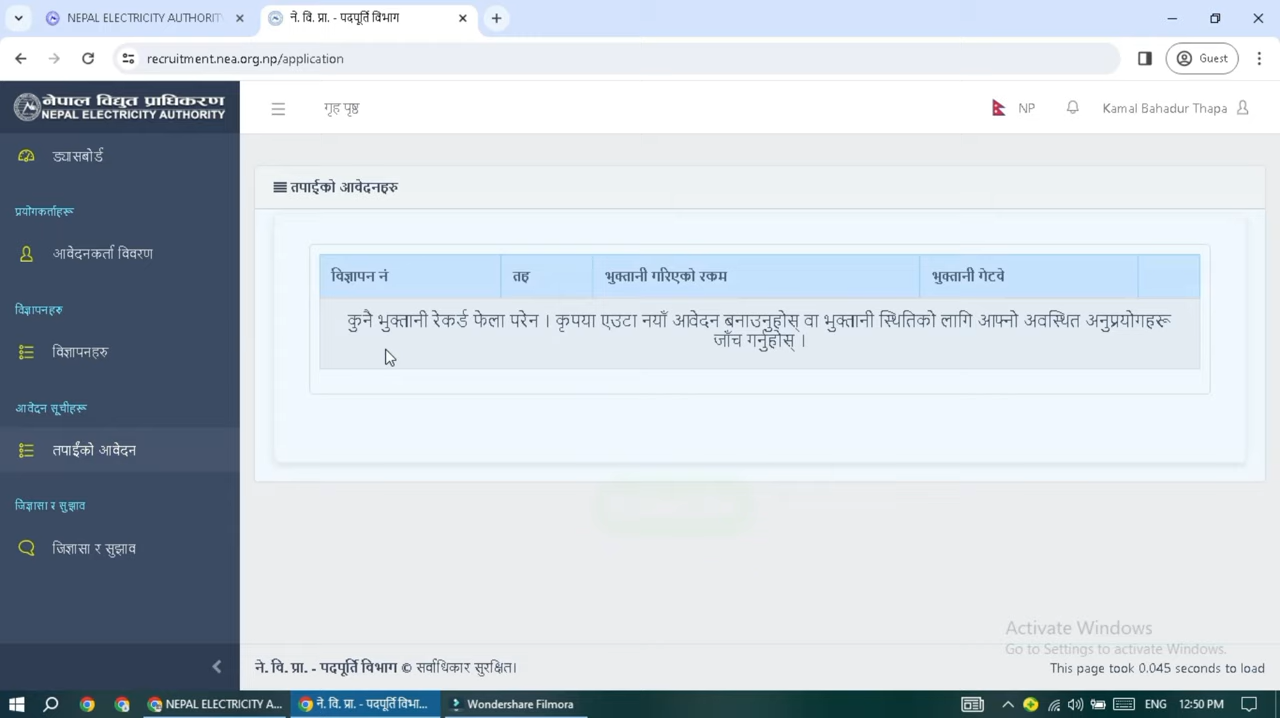 NEPAL ELECTRICITY AUTHORIT
ने. वि. प्रा. - पदपूर्ति विभाग
recruitment.nea.org.np/application
Guest
नेपाल विद्युत प्राधिकरण
NEPAL ELECTRICITY AUTHORITY
गृह पृष्ठ
NP
Kamal Bahadur Thapa
ड्यासबोर्ड
प्रयोगकर्ताहरू
आवेदनकर्ता विवरण
विज्ञापनहरु
विज्ञापनहरु
आवेदन सूचीहरू
तपाईंको आवेदन
जिज्ञासा र सुझाव
जिज्ञासा र सुझाव
तपाईको आवेदनहरु
विज्ञापन नं तह भुक्तानी गरिएको रकम भुक्तानी गेटवे
कुनै भुक्तानी रेकर्ड फेला परेन । कृपया एउटा नयाँ आवेदन बनाउनुहोस् वा भुक्तानी स्थितिको लागि आफ्नो अवस्थित अनुप्रयोगहरू
जाँच गर्नुहोस् ।
Activate Windows
Go to Settings to activate Windows.
ने. वि. प्रा. - पदपूर्ति विभाग © सर्वाधिकार सुरक्षित।
This page took 0.045 seconds to load
NEPAL ELECTRICITY A...
ने. वि. प्रा. - पदपूर्ति विभा...
Wondershare Filmora
ENG
12:50 PM